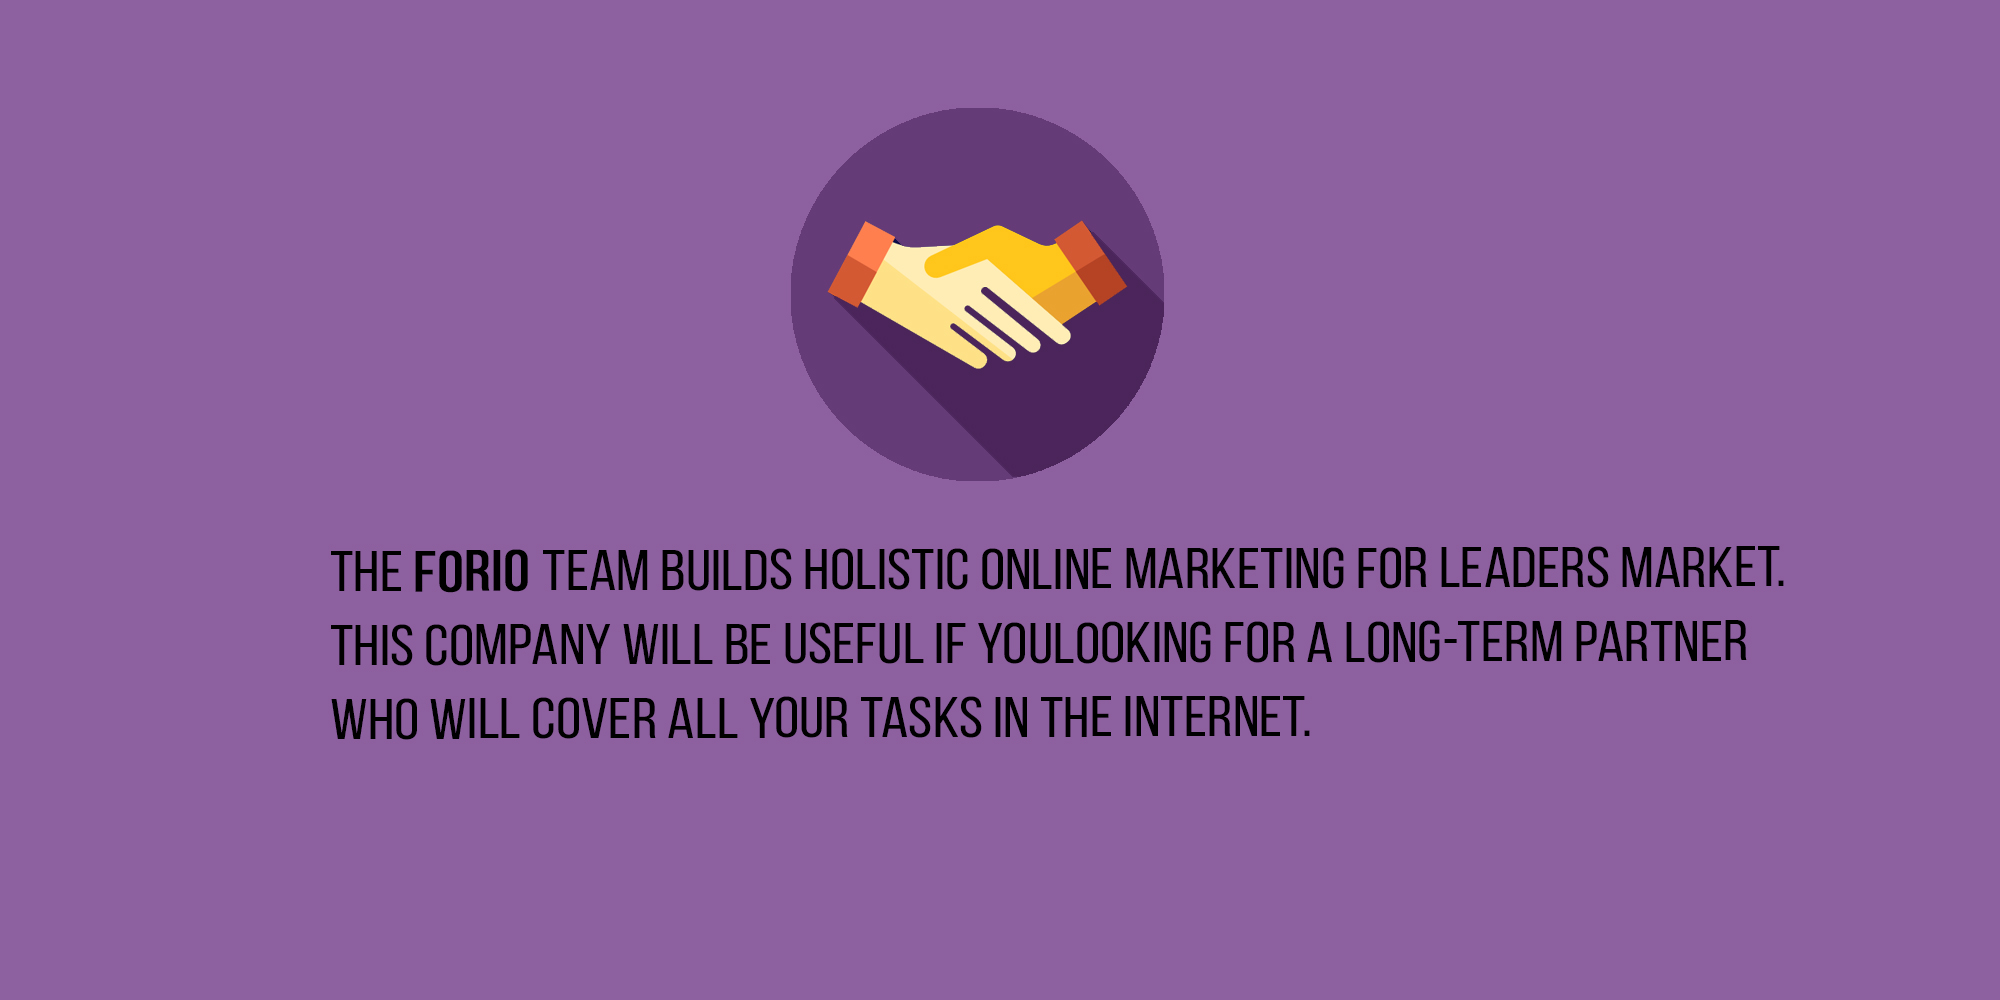 THE FORIO TEAM BUILDS HOLISTIC ONLINE MARKETING FOR LEADERS MARKET.
THIS COMPANY WILL BE USEFUL IF YOULOOKING FOR A LONG-TERM PARTNER
WHO WILL COVER ALL YOUR TASKS IN THE INTERNET.